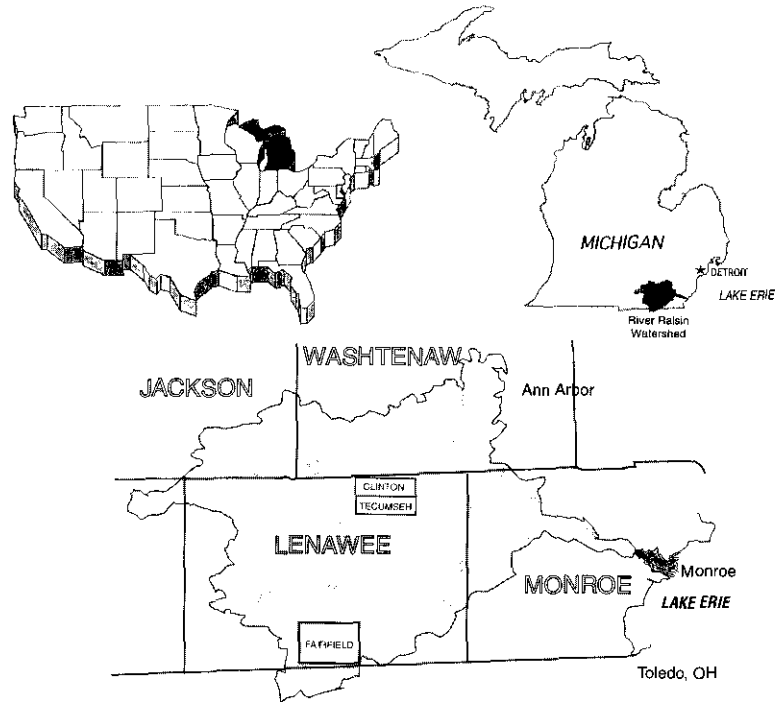 MICHIGAN
DETROIT
LAKE ERIE
River Raisin
Watershed
WASHTENAW
JACKSON
Ann Arbor
CLINTON
TECUMSEH
LENAWEE
MONROE
Monroe
LAKE ERIE
FAIRFIELD
Toledo, OH